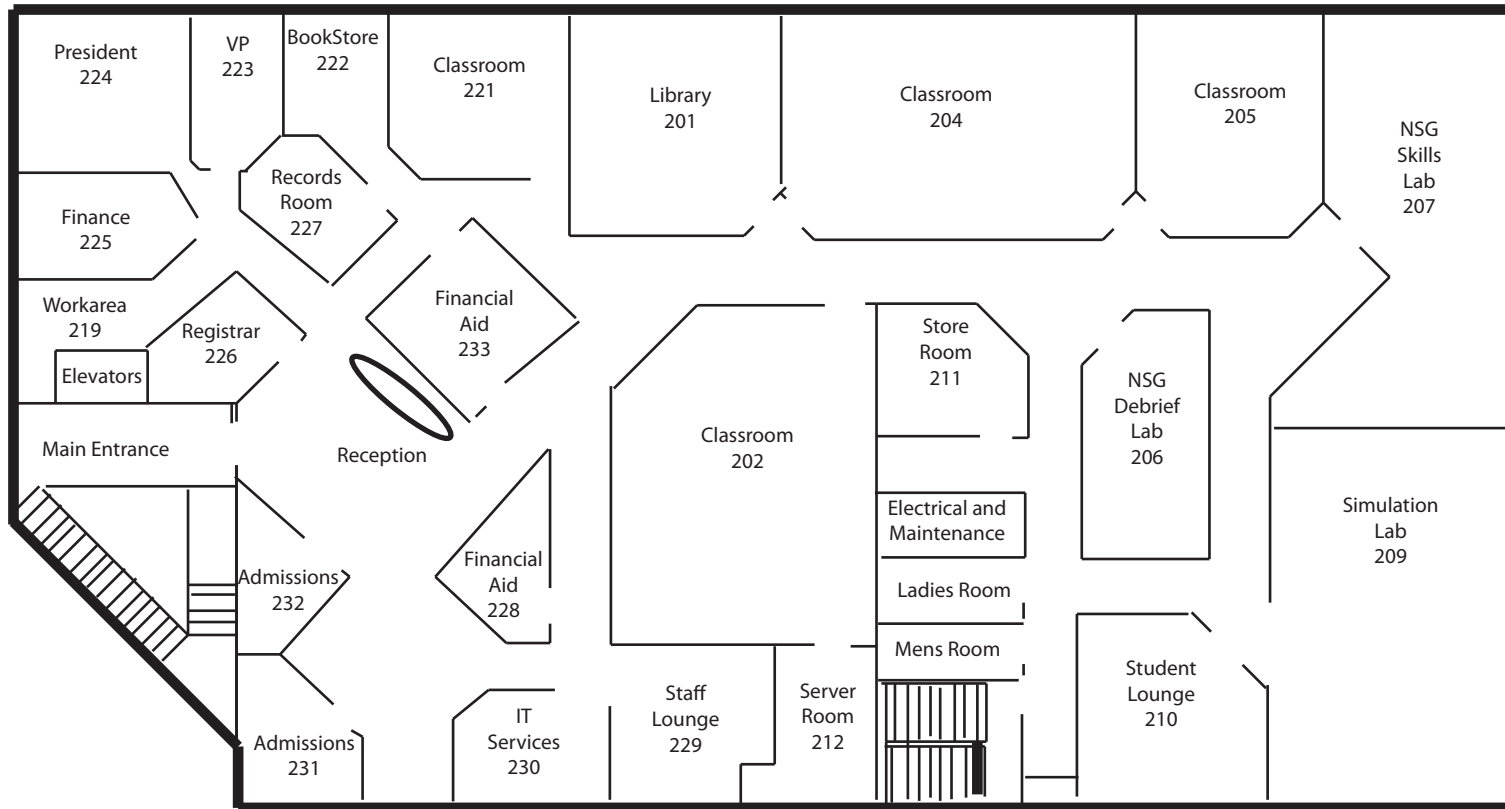 President
224
VP
223
BookStore
222
Classroom
221
Library
201
Classroom
204
Classroom
205
NSG
Skills
Lab
207
Records
Room
227
Finance
225
Workarea
219
Registrar
226
Elevators
Financial
Aid
233
Store
Room
211
NSG
Debrief
Lab
206
Main Entrance
Reception
Classroom
202
Electrical and
Maintenance
Simulation
Lab
209
Admissions
232
Financial
Aid
228
Ladies Room
Mens Room
Student
Lounge
210
Admissions
231
IT
Services
230
Staff
Lounge
229
Server
Room
212